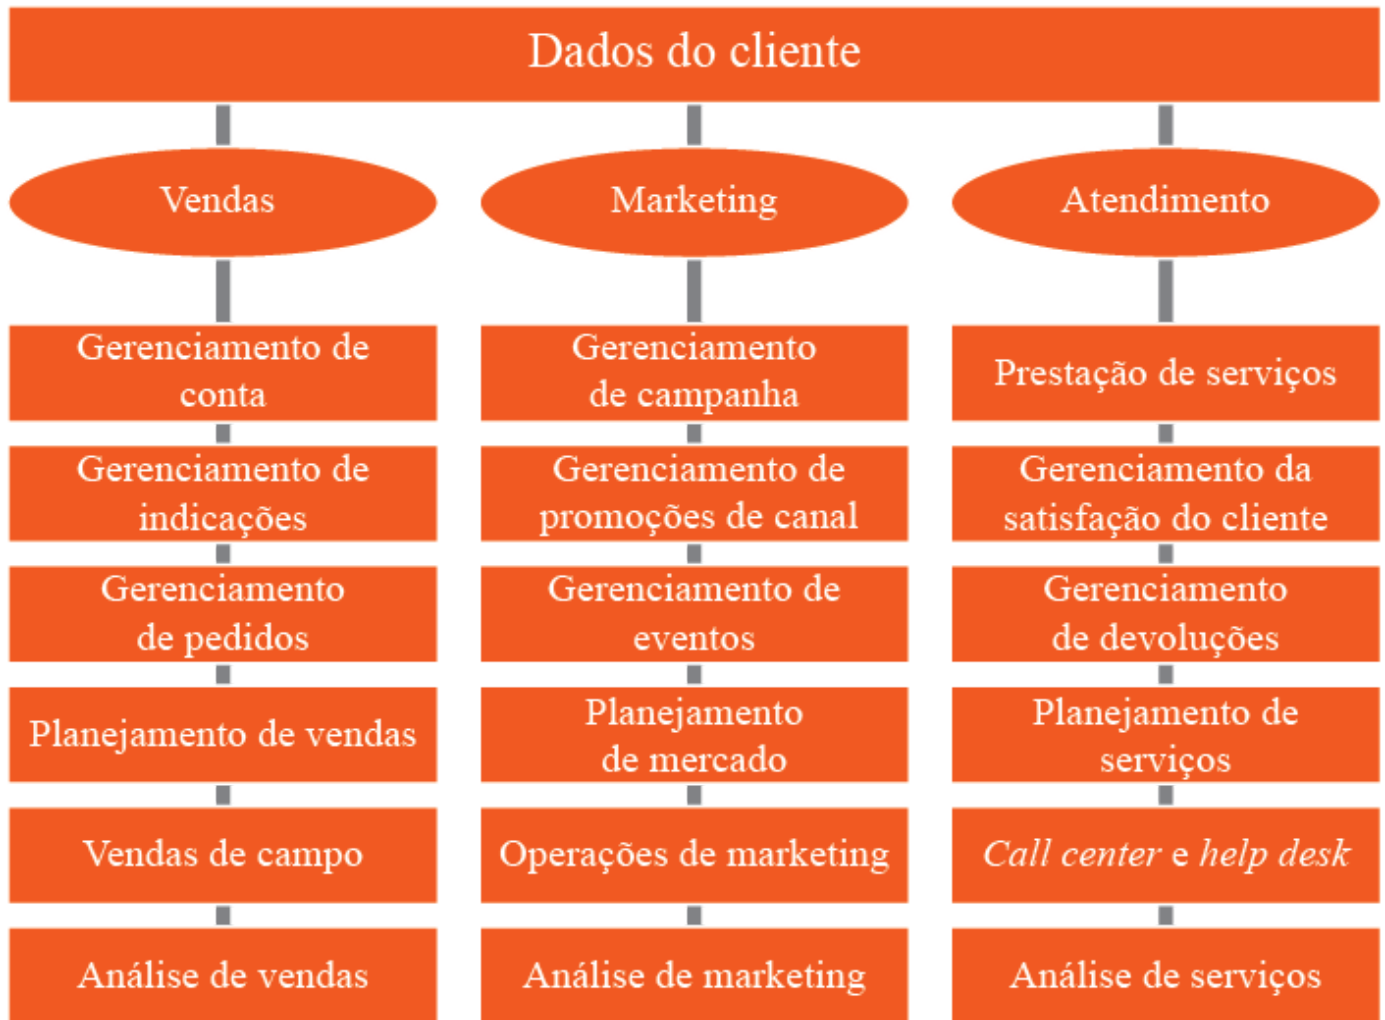 Dados do cliente
Vendas
Marketing
Atendimento
Gerenciamento de
conta
Gerenciamento
de campanha
Prestação de serviços
Gerenciamento de
indicações
Gerenciamento de
promoções de canal
Gerenciamento da
satisfação do cliente
Gerenciamento
de pedidos
Gerenciamento de
eventos
Gerenciamento
de devoluções
Planejamento de vendas
Planejamento
de mercado
Planejamento de
serviços
Vendas de campo
Operações de marketing
Call center e help desk
Análise de vendas
Análise de marketing
Análise de serviços